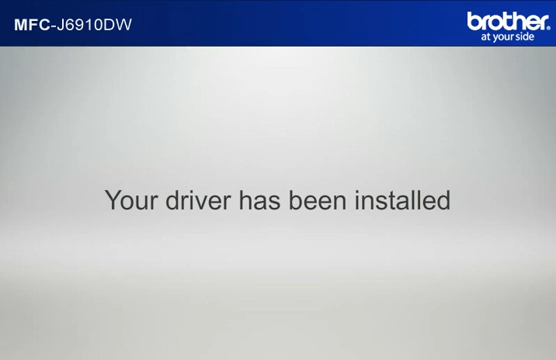 MFC-J6910DW
brother
at your side
Your driver has been installed